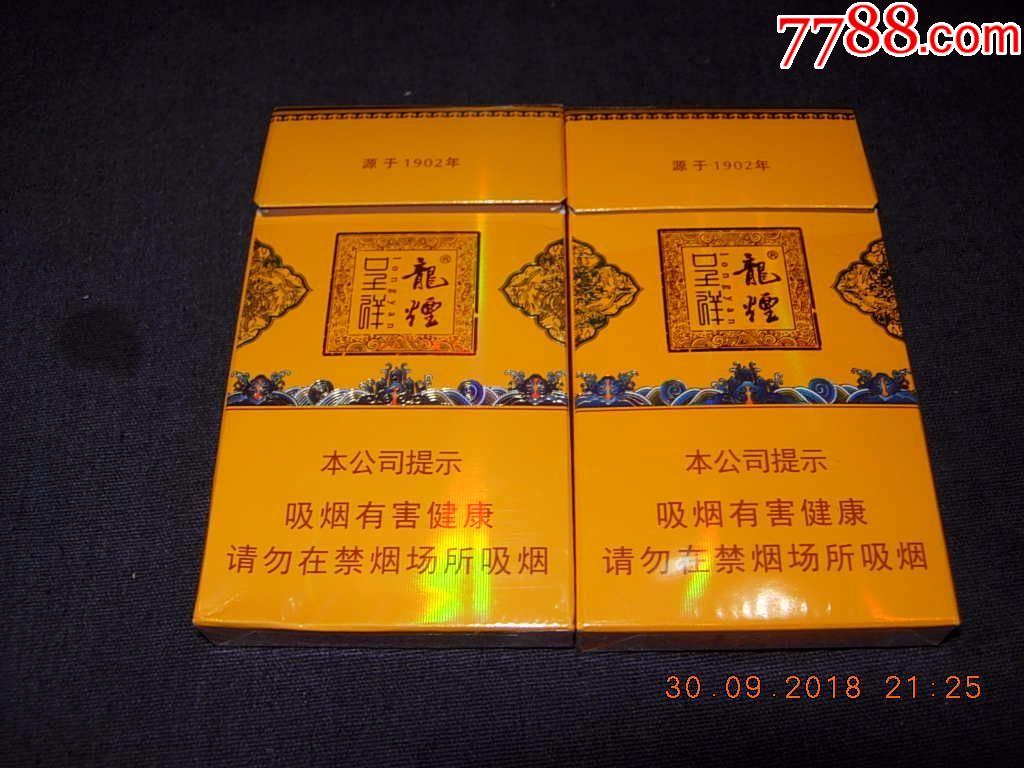 7788.com
源于1902年
龍煙®
longyan
呈祥
本公司提示
吸烟有害健康
请勿在禁烟场所吸烟
源于1902年
龍煙®
longyan
呈祥
本公司提示
吸烟有害健康
请勿在禁烟场所吸烟
30.09.2018 21:25